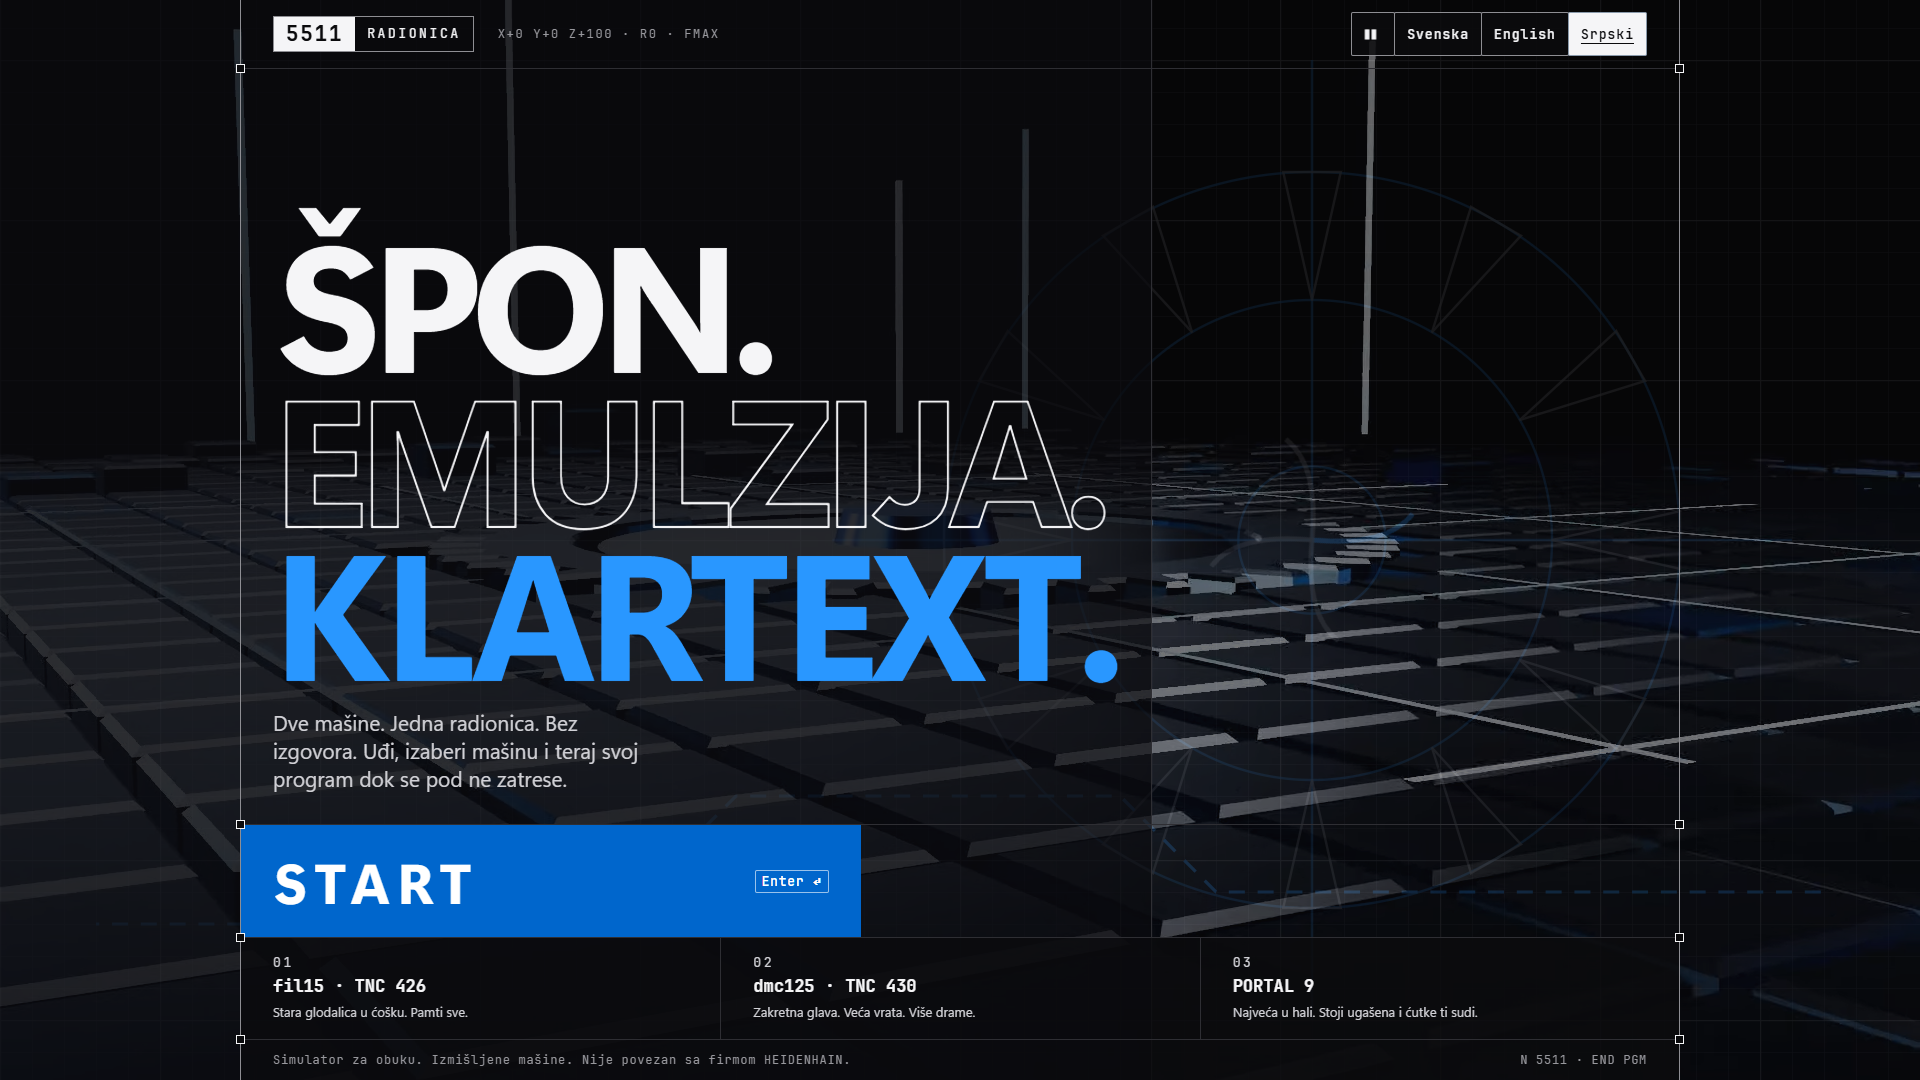 5511 RADIONICA
X+0 Y+0 Z+100 · R0 · FMAX
Svenska
English
Srpski
ŠPON.
EMULZIJA.
KLARTEXT.
Dve mašine. Jedna radionica. Bez
izgovora. Uđi, izaberi mašinu i teraj svoj
program dok se pod ne zatrese.
START
Enter ⏎
01
fil15 · TNC 426
Stara glodalica u ćošku. Pamti sve.
02
dmc125 · TNC 430
Zakretna glava. Veća vrata. Više drame.
03
PORTAL 9
Najveća u hali. Stoji ugašena i ćutke ti sudi.
Simulator za obuku. Izmišljene mašine. Nije povezan sa firmom HEIDENHAIN.
N 5511 · END PGM